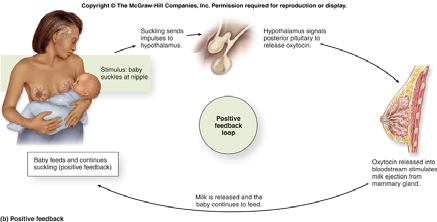 Copyright © The McGraw-Hill Companies, Inc. Permission required for reproduction or display.
Suckling sends
impulses to
hypothalamus.
Hypothalamus signals
posterior pituitary to
release oxytocin.
Stimulus: baby
suckles at nipple
Positive
feedback
loop
Baby feeds and continues
suckling (positive feedback)
Oxytocin released into
bloodstream stimulates
milk ejection from
mammary gland.
Milk is released and the
baby continues to feed.
(b) Positive feedback